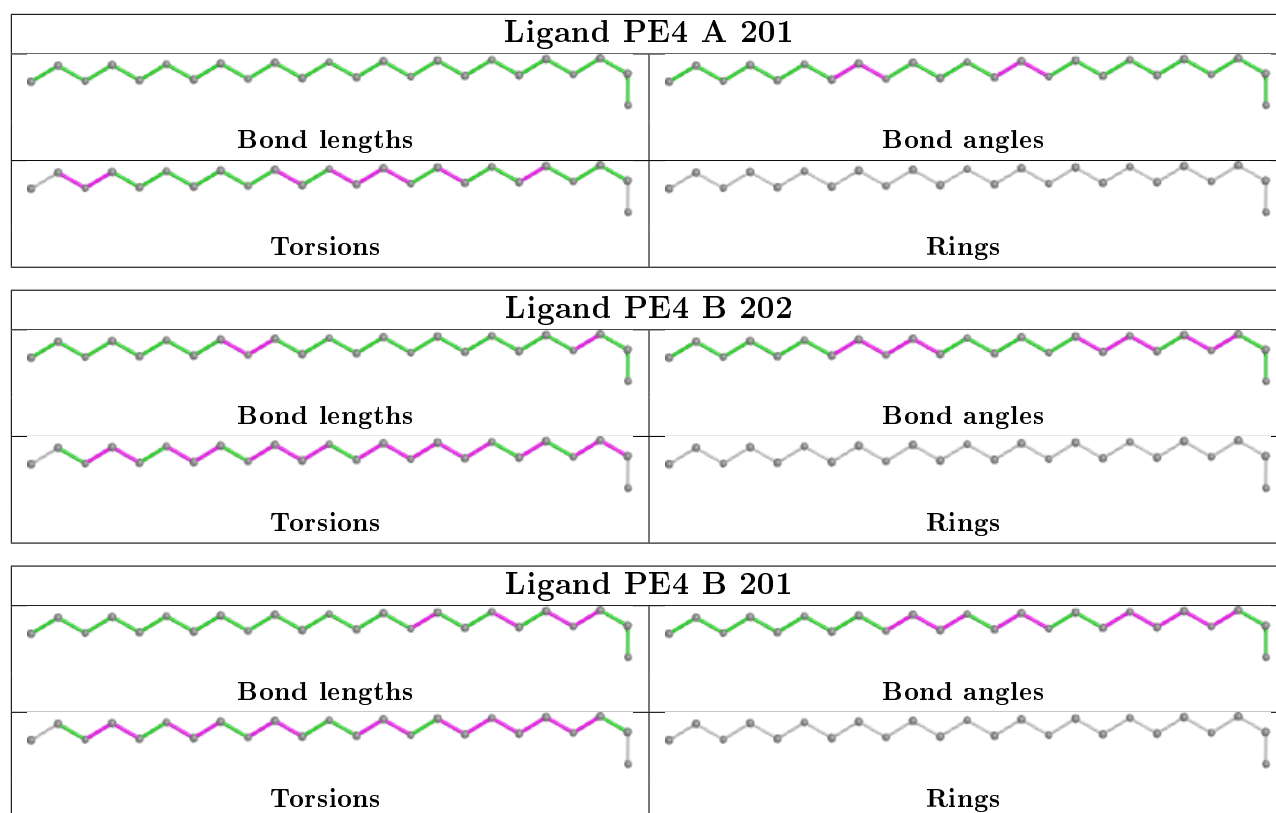 Ligand PE4 A 201
Bond lengths
Bond angles
Torsions
Rings
Ligand PE4 B 202
Bond lengths
Bond angles
Torsions
Rings
Ligand PE4 B 201
Bond lengths
Bond angles
Torsions
Rings